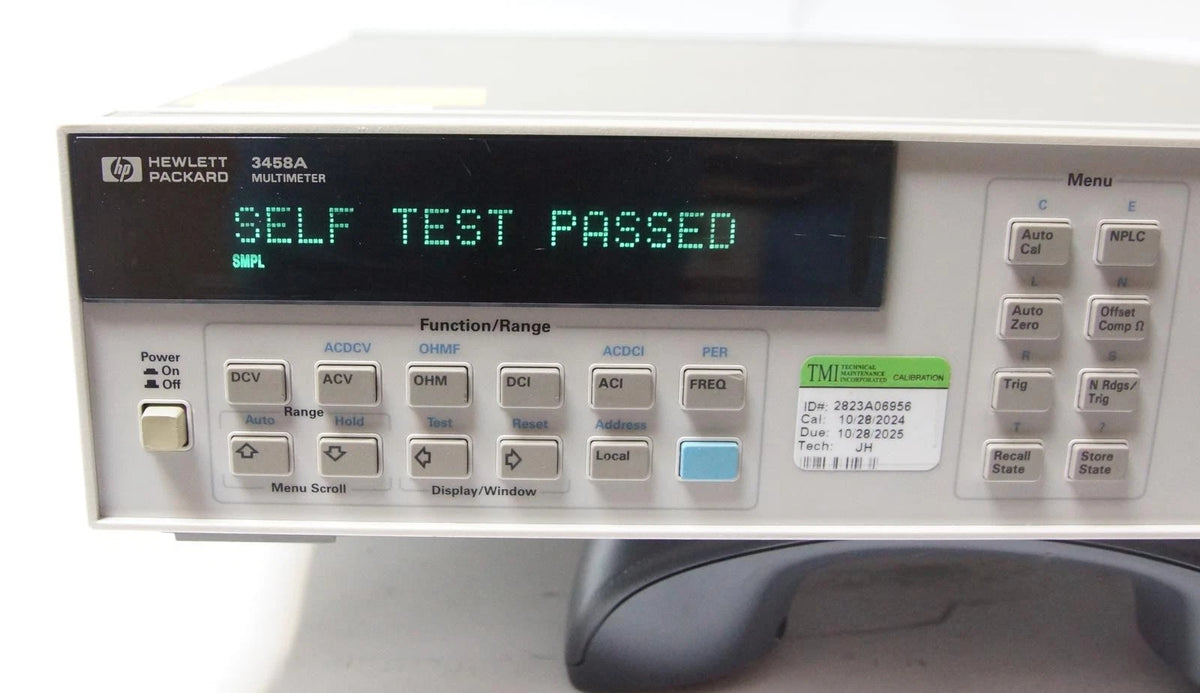 hp HEWLETT PACKARD
3458A MULTIMETER
SELF TEST PASSED
SMPL
Power
On
Off
Function/Range
ACDCV OHMF ACDCI PER
DCV ACV OHM DCI ACI FREQ
Range
Auto Hold Test Reset Address
Local
Menu Scroll
Display/Window
TMI TECHNICAL MAINTENANCE INCORPORATED CALIBRATION
ID#: 2823A06956
Cal: 10/28/2024
Due: 10/28/2025
Tech: JH
Menu
C E
Auto Cal NPLC
L N
Auto Zero Offset Comp Ω
R S
Trig N Rdgs/ Trig
T ?
Recall State Store State